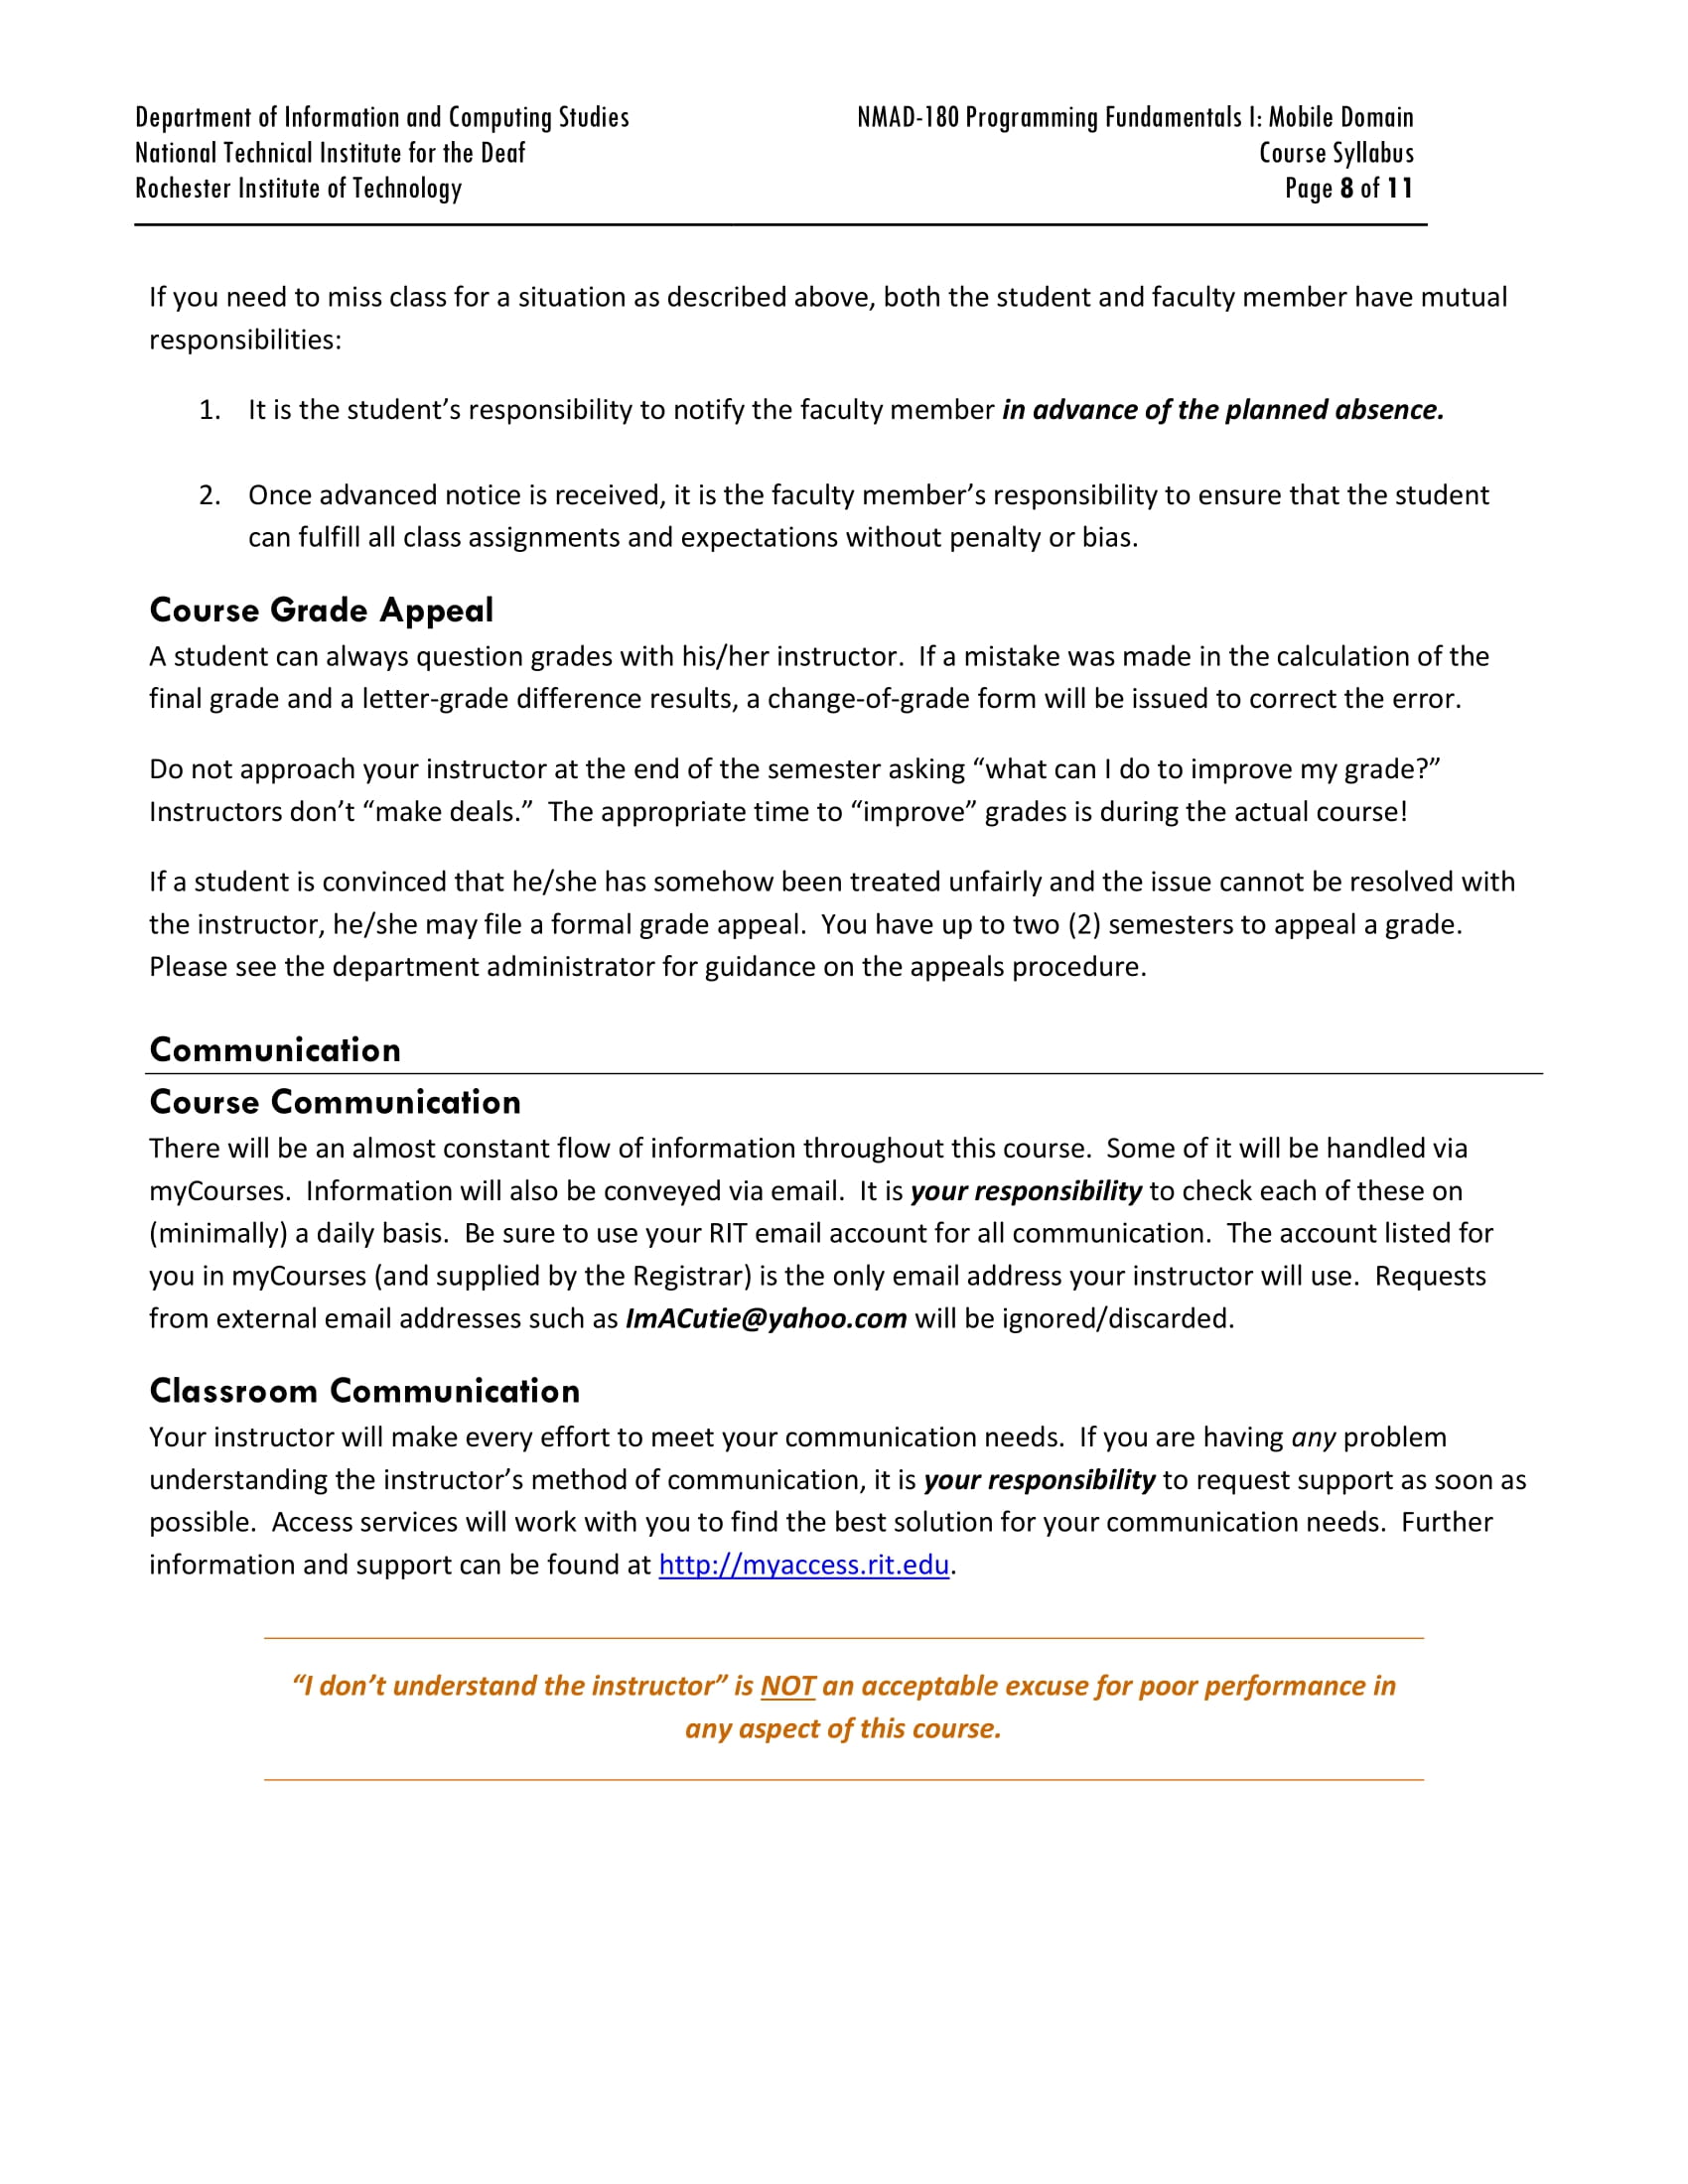 Department of Information and Computing Studies
National Technical Institute for the Deaf
Rochester Institute of Technology
NMAD-180 Programming Fundamentals I: Mobile Domain
Course Syllabus
Page 8 of 11
If you need to miss class for a situation as described above, both the student and faculty member have mutual
responsibilities:
1. It is the student’s responsibility to notify the faculty member in advance of the planned absence.
2. Once advanced notice is received, it is the faculty member’s responsibility to ensure that the student
can fulfill all class assignments and expectations without penalty or bias.
Course Grade Appeal
A student can always question grades with his/her instructor.  If a mistake was made in the calculation of the
final grade and a letter-grade difference results, a change-of-grade form will be issued to correct the error.
Do not approach your instructor at the end of the semester asking “what can I do to improve my grade?”
Instructors don’t “make deals.”  The appropriate time to “improve” grades is during the actual course!
If a student is convinced that he/she has somehow been treated unfairly and the issue cannot be resolved with
the instructor, he/she may file a formal grade appeal.  You have up to two (2) semesters to appeal a grade.
Please see the department administrator for guidance on the appeals procedure.
Communication
Course Communication
There will be an almost constant flow of information throughout this course.  Some of it will be handled via
myCourses.  Information will also be conveyed via email.  It is your responsibility to check each of these on
(minimally) a daily basis.  Be sure to use your RIT email account for all communication.  The account listed for
you in myCourses (and supplied by the Registrar) is the only email address your instructor will use.  Requests
from external email addresses such as ImACutie@yahoo.com will be ignored/discarded.
Classroom Communication
Your instructor will make every effort to meet your communication needs.  If you are having any problem
understanding the instructor’s method of communication, it is your responsibility to request support as soon as
possible.  Access services will work with you to find the best solution for your communication needs.  Further
information and support can be found at http://myaccess.rit.edu.
“I don’t understand the instructor” is NOT an acceptable excuse for poor performance in
any aspect of this course.